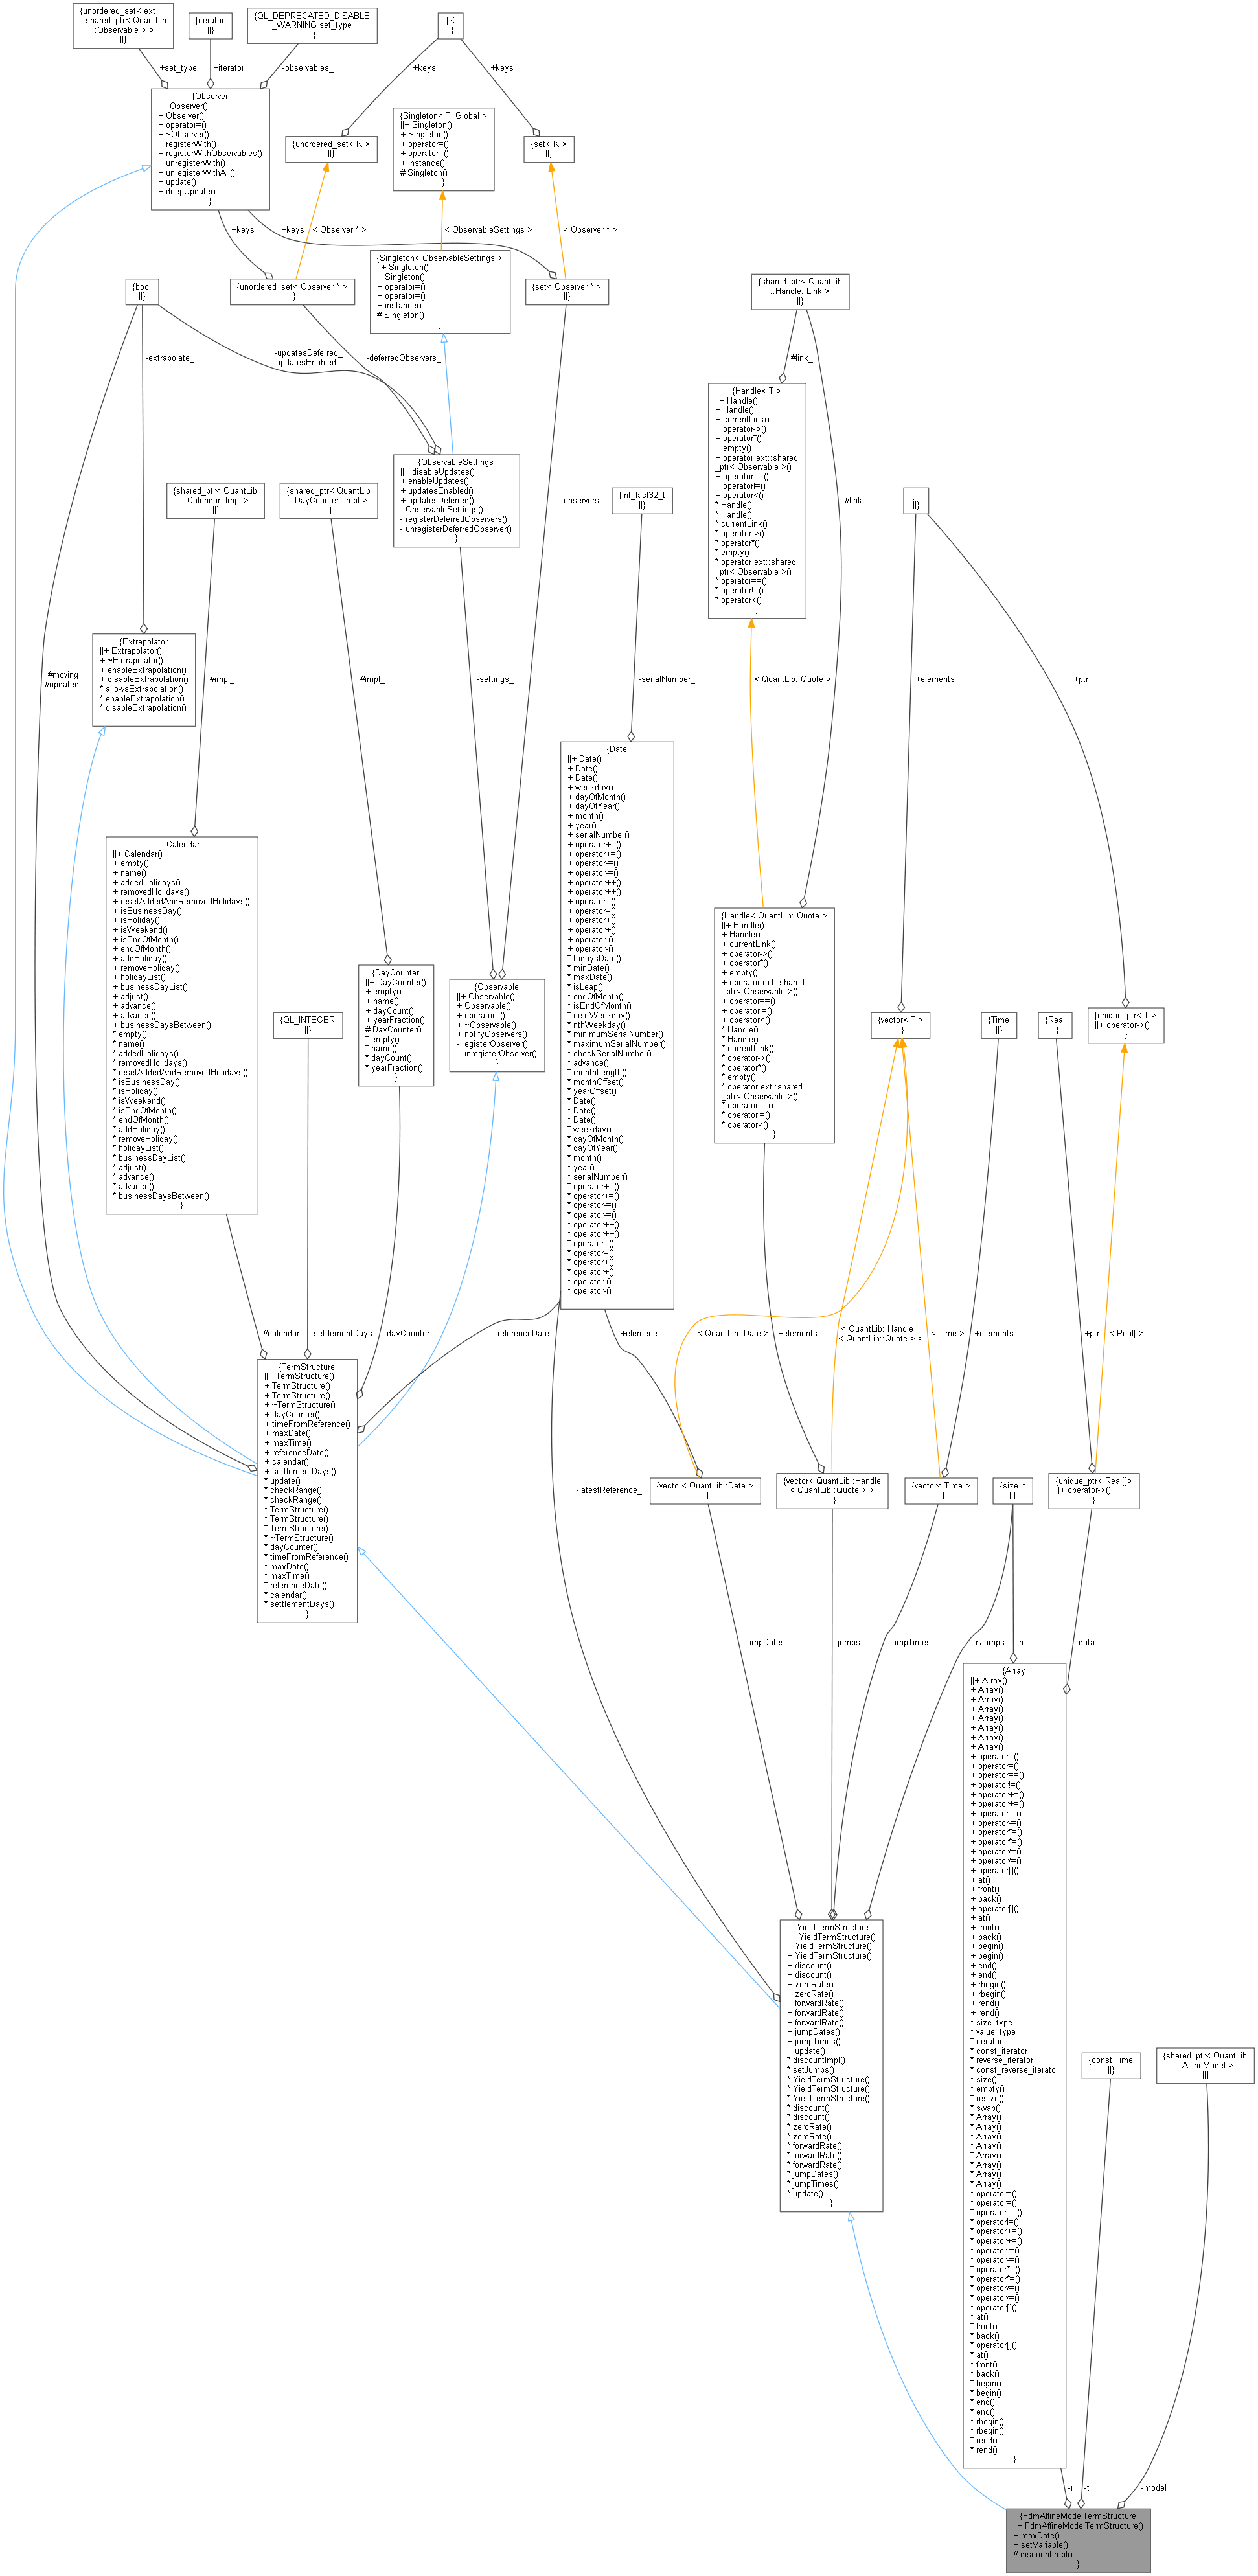 {unordered_set< ext
::shared_ptr< QuantLib
::Observable > >
||}
{iterator
||}
{QL_DEPRECATED_DISABLE
_WARNING set_type
||}
{K
||}
+set_type
+iterator
-observables_
+keys
+keys
{Observer
||+ Observer()
+ Observer()
+ operator=()
+ ~Observer()
+ registerWith()
+ registerWithObservables()
+ unregisterWith()
+ unregisterWithAll()
+ update()
+ deepUpdate()
}
{unordered_set< K >
||}
{Singleton< T, Global >
||+ Singleton()
+ Singleton()
+ operator=()
+ operator=()
+ instance()
# Singleton()
}
{set< K >
||}
+keys
+keys
< Observer * >
< ObservableSettings >
< Observer * >
{bool
||}
{unordered_set< Observer * >
||}
{Singleton< ObservableSettings >
||+ Singleton()
+ Singleton()
+ operator=()
+ operator=()
+ instance()
# Singleton()
}
{set< Observer * >
||}
{shared_ptr< QuantLib
::Handle::Link >
||}
-extrapolate_
-updatesDeferred_
-updatesEnabled_
-deferredObservers_
#link_
{Handle< T >
||+ Handle()
+ Handle()
+ currentLink()
+ operator->()
+ operator*()
+ empty()
+ operator ext::shared
_ptr< Observable >()
+ operator==()
+ operator!=()
+ operator<()
* Handle()
* Handle()
* currentLink()
* operator->()
* operator*()
* empty()
* operator ext::shared
_ptr< Observable >()
* operator==()
* operator!=()
* operator<()
}
{ObservableSettings
||+ disableUpdates()
+ enableUpdates()
+ updatesEnabled()
+ updatesDeferred()
- ObservableSettings()
- registerDeferredObservers()
- unregisterDeferredObserver()
}
{shared_ptr< QuantLib
::Calendar::Impl >
||}
{shared_ptr< QuantLib
::DayCounter::Impl >
||}
-observers_
{int_fast32_t
||}
#link_
{T
||}
{Extrapolator
||+ Extrapolator()
+ ~Extrapolator()
+ enableExtrapolation()
+ disableExtrapolation()
* allowsExtrapolation()
* enableExtrapolation()
* disableExtrapolation()
}
#moving_
#updated_
#impl_
#impl_
-settings_
-serialNumber_
< QuantLib::Quote >
+elements
+ptr
{Date
||+ Date()
+ Date()
+ Date()
+ weekday()
+ dayOfMonth()
+ dayOfYear()
+ month()
+ year()
+ serialNumber()
+ operator+=()
+ operator+=()
+ operator-=()
+ operator-=()
+ operator++()
+ operator++()
+ operator--()
+ operator--()
+ operator+()
+ operator+()
+ operator-()
+ operator-()
* todaysDate()
* minDate()
* maxDate()
* isLeap()
* endOfMonth()
* isEndOfMonth()
* nextWeekday()
* nthWeekday()
* minimumSerialNumber()
* maximumSerialNumber()
* checkSerialNumber()
* advance()
* monthLength()
* monthOffset()
* yearOffset()
* Date()
* Date()
* Date()
* weekday()
* dayOfMonth()
* dayOfYear()
* month()
* year()
* serialNumber()
* operator+=()
* operator+=()
* operator-=()
* operator-=()
* operator++()
* operator++()
* operator--()
* operator--()
* operator+()
* operator+()
* operator-()
* operator-()
}
{Calendar
||+ Calendar()
+ empty()
+ name()
+ addedHolidays()
+ removedHolidays()
+ resetAddedAndRemovedHolidays()
+ isBusinessDay()
+ isHoliday()
+ isWeekend()
+ isEndOfMonth()
+ endOfMonth()
+ addHoliday()
+ removeHoliday()
+ holidayList()
+ businessDayList()
+ adjust()
+ advance()
+ advance()
+ businessDaysBetween()
* empty()
* name()
* addedHolidays()
* removedHolidays()
* resetAddedAndRemovedHolidays()
* isBusinessDay()
* isHoliday()
* isWeekend()
* isEndOfMonth()
* endOfMonth()
* addHoliday()
* removeHoliday()
* holidayList()
* businessDayList()
* adjust()
* advance()
* advance()
* businessDaysBetween()
}
{Handle< QuantLib::Quote >
||+ Handle()
+ Handle()
+ currentLink()
+ operator->()
+ operator*()
+ empty()
+ operator ext::shared
_ptr< Observable >()
+ operator==()
+ operator!=()
+ operator<()
* Handle()
* Handle()
* currentLink()
* operator->()
* operator*()
* empty()
* operator ext::shared
_ptr< Observable >()
* operator==()
* operator!=()
* operator<()
}
{DayCounter
||+ DayCounter()
+ empty()
+ name()
+ dayCount()
+ yearFraction()
# DayCounter()
* empty()
* name()
* dayCount()
* yearFraction()
}
{Observable
||+ Observable()
+ Observable()
+ operator=()
+ ~Observable()
+ notifyObservers()
- registerObserver()
- unregisterObserver()
}
{QL_INTEGER
||}
{vector< T >
||}
{Time
||}
{Real
||}
{unique_ptr< T >
||+ operator->()
}
#calendar_
-settlementDays_
-dayCounter_
-referenceDate_
+elements
< QuantLib::Date >
+elements
< QuantLib::Handle
< QuantLib::Quote > >
< Time >
+elements
+ptr
< Real[]>
{TermStructure
||+ TermStructure()
+ TermStructure()
+ TermStructure()
+ ~TermStructure()
+ dayCounter()
+ timeFromReference()
+ maxDate()
+ maxTime()
+ referenceDate()
+ calendar()
+ settlementDays()
* update()
* checkRange()
* checkRange()
* TermStructure()
* TermStructure()
* TermStructure()
* ~TermStructure()
* dayCounter()
* timeFromReference()
* maxDate()
* maxTime()
* referenceDate()
* calendar()
* settlementDays()
}
-latestReference_
{vector< QuantLib::Date >
||}
{vector< QuantLib::Handle
< QuantLib::Quote > >
||}
{vector< Time >
||}
{size_t
||}
{unique_ptr< Real[]>
||+ operator->()
}
-jumpDates_
-jumps_
-jumpTimes_
-nJumps_
-n_
-data_
{Array
||+ Array()
+ Array()
+ Array()
+ Array()
+ Array()
+ Array()
+ Array()
+ Array()
+ operator=()
+ operator=()
+ operator==()
+ operator!=()
+ operator+=()
+ operator+=()
+ operator-=()
+ operator-=()
+ operator*=()
+ operator*=()
+ operator/=()
+ operator/=()
+ operator[]()
+ at()
+ front()
+ back()
+ operator[]()
+ at()
+ front()
+ back()
+ begin()
+ begin()
+ end()
+ end()
+ rbegin()
+ rbegin()
+ rend()
+ rend()
* size_type
* value_type
* iterator
* const_iterator
* reverse_iterator
* const_reverse_iterator
* size()
* empty()
* resize()
* swap()
* Array()
* Array()
* Array()
* Array()
* Array()
* Array()
* Array()
* Array()
* operator=()
* operator=()
* operator==()
* operator!=()
* operator+=()
* operator+=()
* operator-=()
* operator-=()
* operator*=()
* operator*=()
* operator/=()
* operator/=()
* operator[]()
* at()
* front()
* back()
* operator[]()
* at()
* front()
* back()
* begin()
* begin()
* end()
* end()
* rbegin()
* rbegin()
* rend()
* rend()
}
{YieldTermStructure
||+ YieldTermStructure()
+ YieldTermStructure()
+ YieldTermStructure()
+ discount()
+ discount()
+ zeroRate()
+ zeroRate()
+ forwardRate()
+ forwardRate()
+ forwardRate()
+ jumpDates()
+ jumpTimes()
+ update()
* discountImpl()
* setJumps()
* YieldTermStructure()
* YieldTermStructure()
* YieldTermStructure()
* discount()
* discount()
* zeroRate()
* zeroRate()
* forwardRate()
* forwardRate()
* forwardRate()
* jumpDates()
* jumpTimes()
* update()
}
{const Time
||}
{shared_ptr< QuantLib
::AffineModel >
||}
-r_
-t_
-model_
{FdmAffineModelTermStructure
||+ FdmAffineModelTermStructure()
+ maxDate()
+ setVariable()
# discountImpl()
}